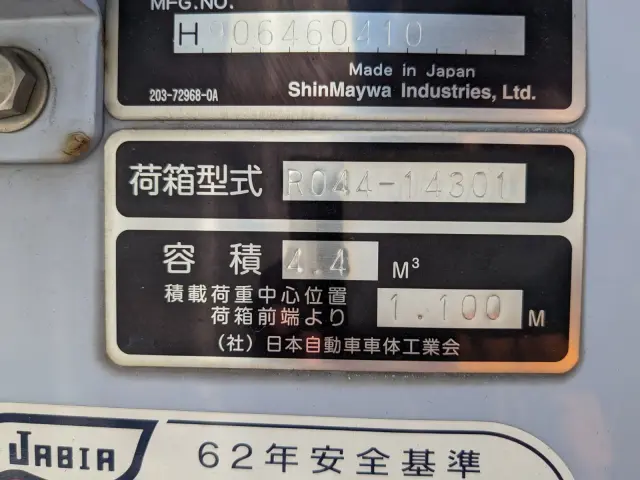 MFG.NO.
H906460410
Made in Japan
203-72968-0A
ShinMaywa Industries, Ltd.
荷箱型式 R044-14301
容積 4.4 M³
積載荷重中心位置
荷箱前端より 1.100 M
(社)日本自動車車体工業会
JABIA
62年安全基準